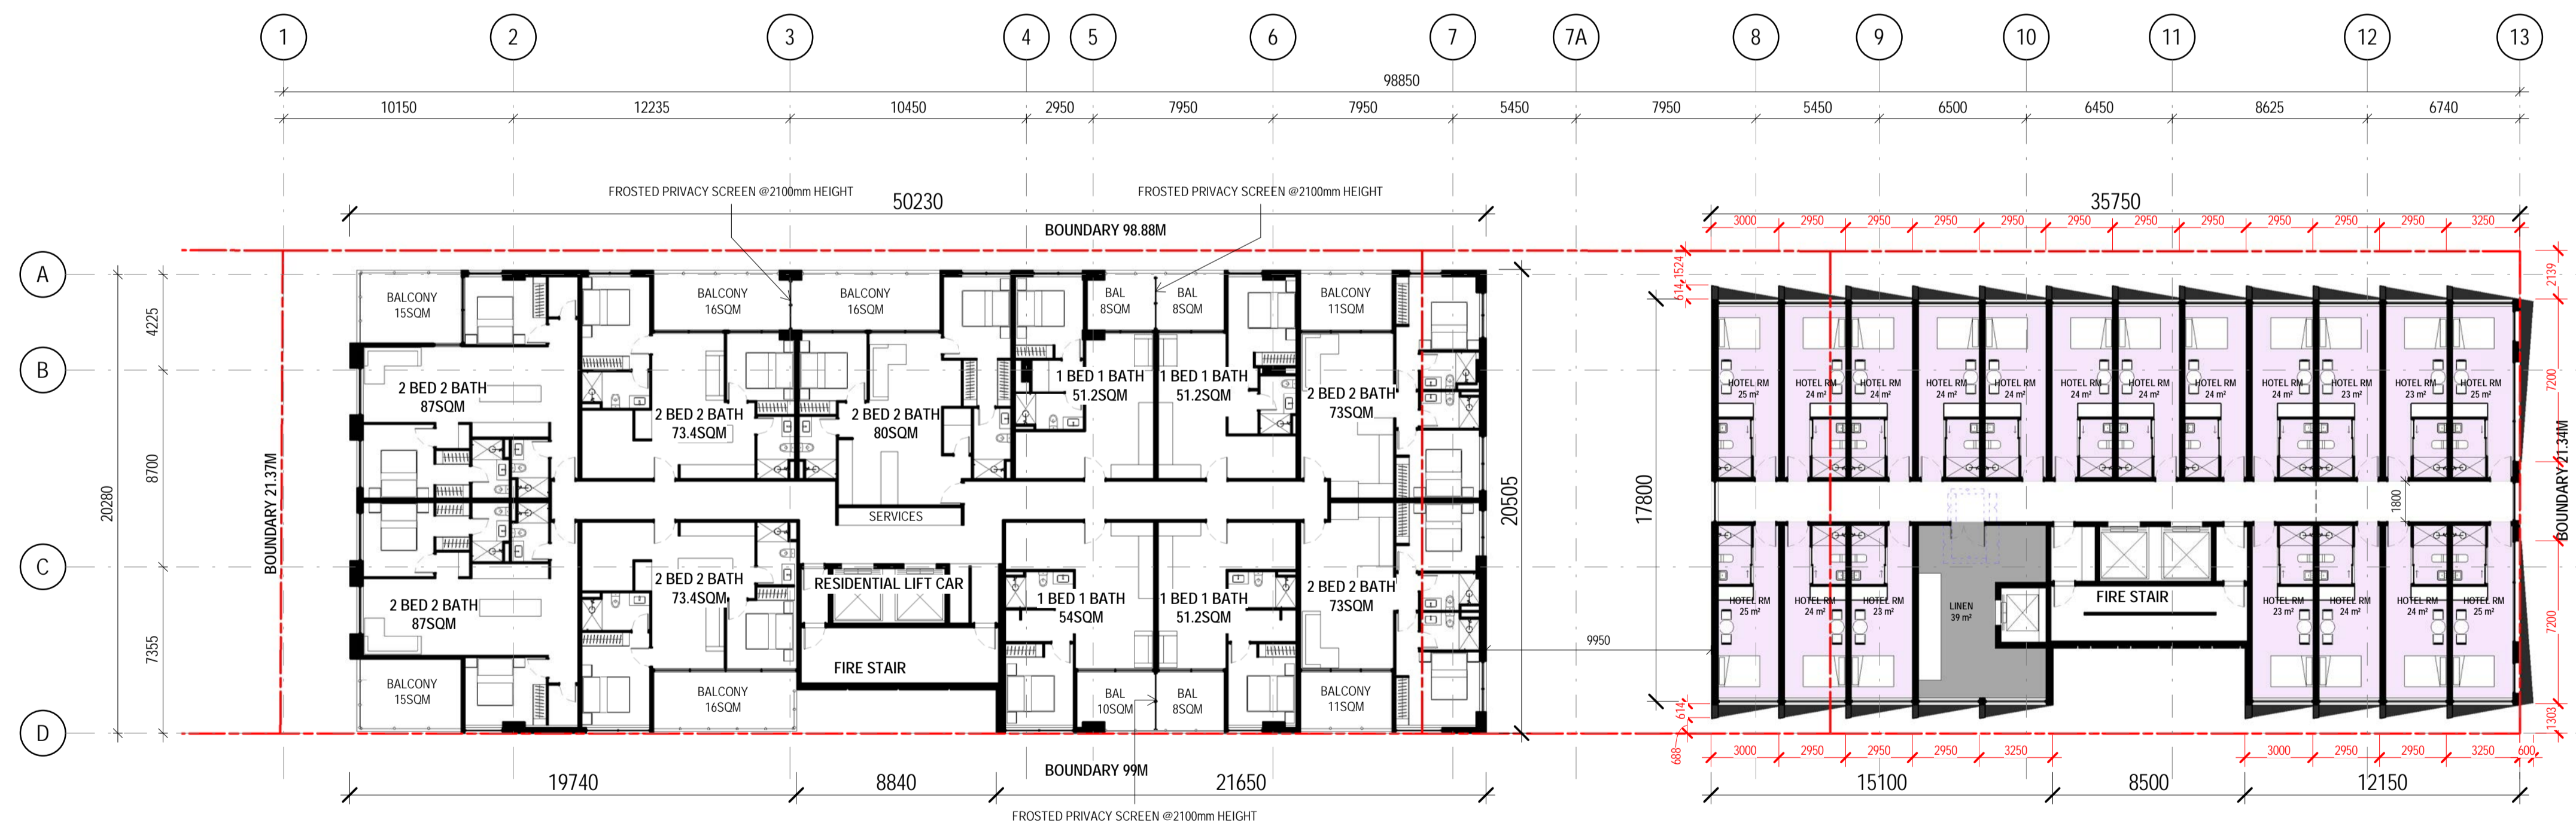 1 2 3 4 5 6 7 7A 8 9 10 11 12 13
98850
10150 12235 10450 2950 7950 7950 5450 7950 5450 6500 6450 8625 6740
FROSTED PRIVACY SCREEN @2100mm HEIGHT
FROSTED PRIVACY SCREEN @2100mm HEIGHT
50230
35750
3000 2950 2950 2950 2950 2950 2950 2950 2950 2950 2950 3250
BOUNDARY 98.88M
A
B
C
D
20280
4225
8700
7355
BOUNDARY 21.37M
BALCONY
15SQM
BALCONY
16SQM
BALCONY
16SQM
BAL
8SQM
BAL
8SQM
BALCONY
11SQM
2 BED 2 BATH
87SQM
2 BED 2 BATH
73.4SQM
2 BED 2 BATH
80SQM
1 BED 1 BATH
51.2SQM
1 BED 1 BATH
51.2SQM
2 BED 2 BATH
73SQM
SERVICES
2 BED 2 BATH
87SQM
2 BED 2 BATH
73.4SQM
RESIDENTIAL LIFT CAR
FIRE STAIR
1 BED 1 BATH
54SQM
1 BED 1 BATH
51.2SQM
2 BED 2 BATH
73SQM
BALCONY
15SQM
BALCONY
16SQM
BAL
10SQM
BAL
8SQM
BALCONY
11SQM
20505
9950
17800
1524
614
614
688
HOTEL RM
25 m²
HOTEL RM
24 m²
HOTEL RM
24 m²
HOTEL RM
24 m²
HOTEL RM
24 m²
HOTEL RM
24 m²
HOTEL RM
24 m²
HOTEL RM
24 m²
HOTEL RM
24 m²
HOTEL RM
23 m²
HOTEL RM
23 m²
HOTEL RM
25 m²
1800
HOTEL RM
25 m²
HOTEL RM
24 m²
HOTEL RM
23 m²
LINEN
39 m²
FIRE STAIR
HOTEL RM
23 m²
HOTEL RM
24 m²
HOTEL RM
24 m²
HOTEL RM
25 m²
2139
7200
BOUNDARY 21.34M
7200
1303
3000 2950 2950 2950 3250
3000 2950 2950 3250 600
BOUNDARY 99M
19740 8840 21650
15100 8500 12150
FROSTED PRIVACY SCREEN @2100mm HEIGHT